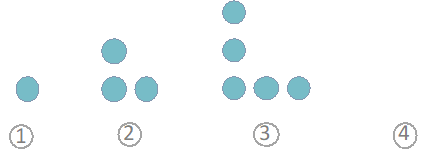 ① ② ③ ④